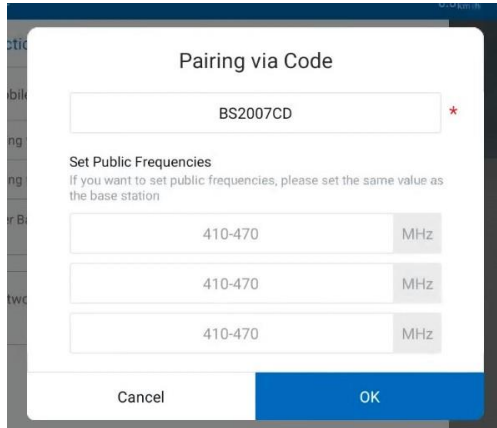 Pairing via Code
BS2007CD *
Set Public Frequencies
If you want to set public frequencies, please set the same value as
the base station
410-470 MHz
410-470 MHz
410-470 MHz
Cancel OK